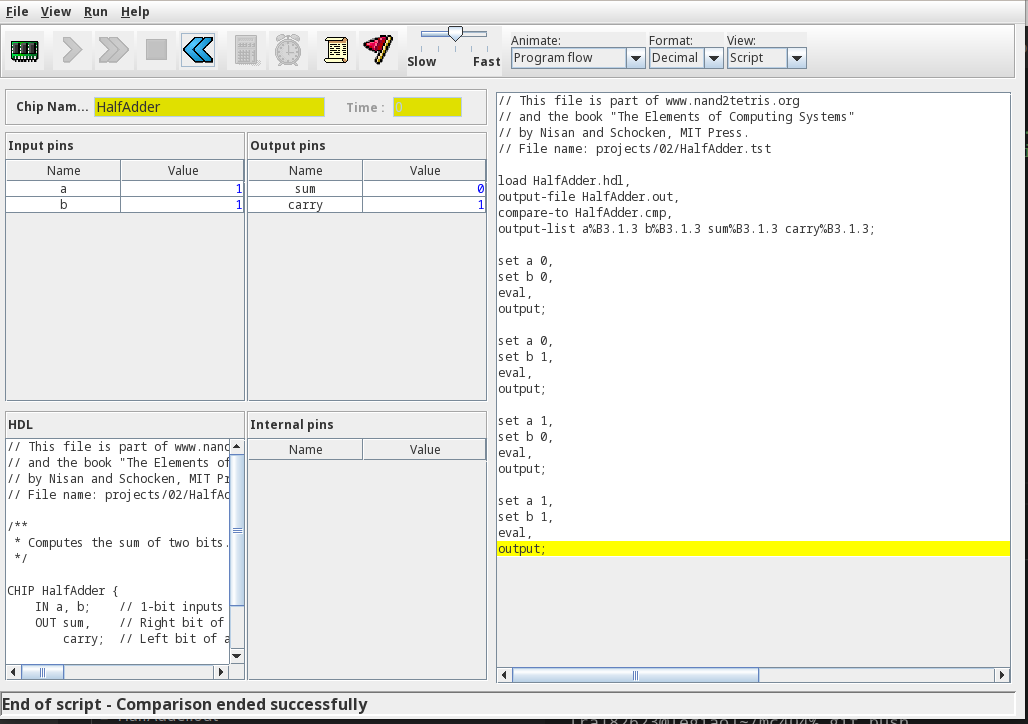 File View Run Help
Slow Fast
Animate: Format: View:
Program flow Decimal Script
Chip Nam... HalfAdder Time : 0
Input pins
Name Value
a 1
b 1
Output pins
Name Value
sum 0
carry 1
HDL
// This file is part of www.nand
// and the book "The Elements of
// by Nisan and Schocken, MIT Pr
// File name: projects/02/HalfAd
/**
* Computes the sum of two bits.
*/
CHIP HalfAdder {
IN a, b; // 1-bit inputs
OUT sum, // Right bit of
carry; // Left bit of a
Internal pins
Name Value
// This file is part of www.nand2tetris.org
// and the book "The Elements of Computing Systems"
// by Nisan and Schocken, MIT Press.
// File name: projects/02/HalfAdder.tst
load HalfAdder.hdl,
output-file HalfAdder.out,
compare-to HalfAdder.cmp,
output-list a%B3.1.3 b%B3.1.3 sum%B3.1.3 carry%B3.1.3;
set a 0,
set b 0,
eval,
output;
set a 0,
set b 1,
eval,
output;
set a 1,
set b 0,
eval,
output;
set a 1,
set b 1,
eval,
output;
End of script - Comparison ended successfully